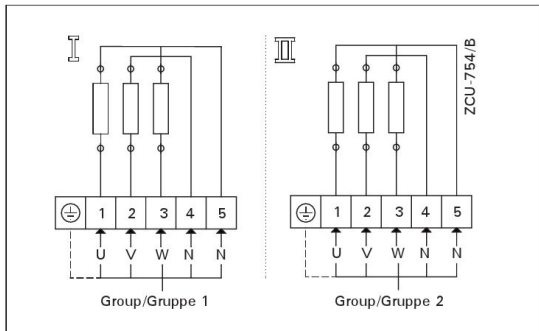 I
II
ZCU-754/B
1 2 3 4 5
1 2 3 4 5
U V W N N
U V W N N
Group/Gruppe 1
Group/Gruppe 2